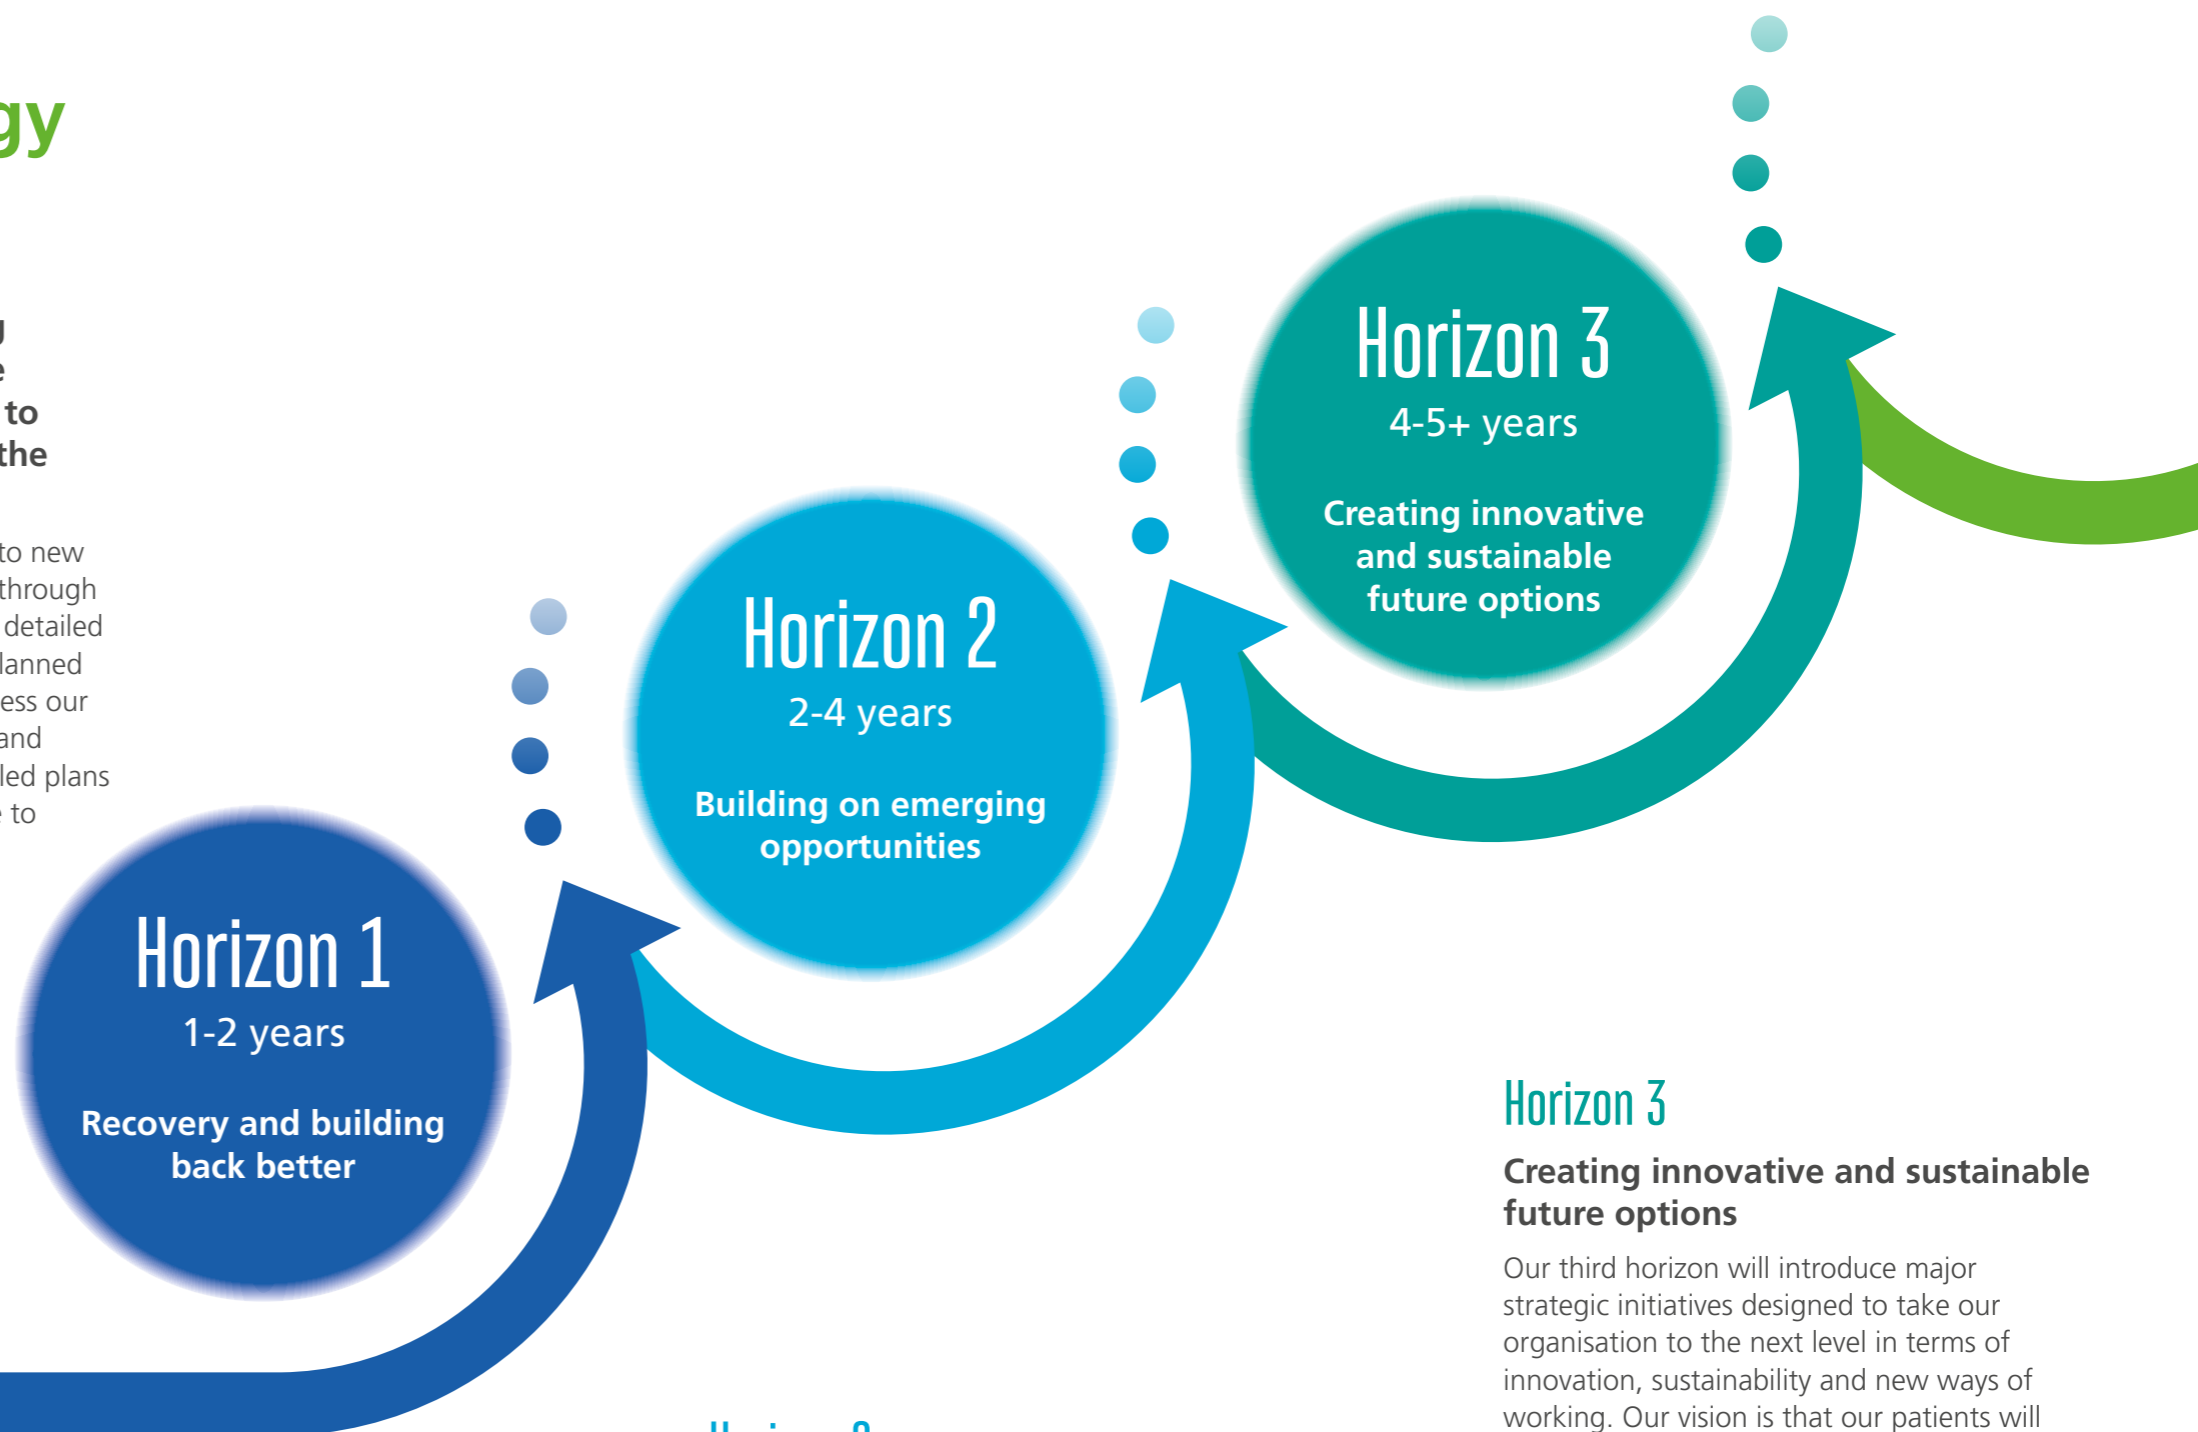 gy
g
e
to
the
to new
through
detailed
lanned
ess our
and
led plans
e to
Horizon 1
1-2 years
Recovery and building
back better
Horizon 2
2-4 years
Building on emerging
opportunities
Horizon 3
4-5+ years
Creating innovative
and sustainable
future options
Horizon 3
Creating innovative and sustainable
future options
Our third horizon will introduce major
strategic initiatives designed to take our
organisation to the next level in terms of
innovation, sustainability and new ways of
working. Our vision is that our patients will